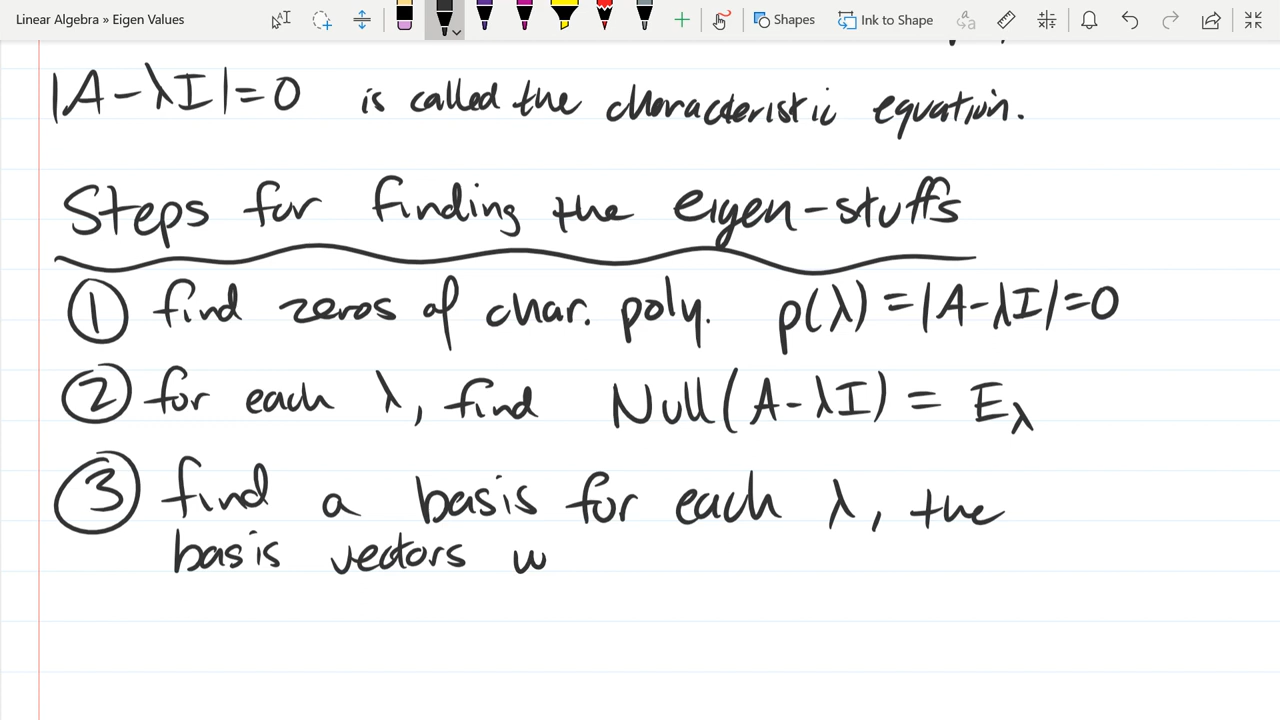 Linear Algebra » Eigen Values
Shapes
Ink to Shape
|A-λI|=0 is called the characteristic equation.
Steps for finding the eigen-stuffs
① find zeros of char. poly. p(λ)=|A-λI|=0
② for each λ, find Null(A-λI) = E_λ
③ find a basis for each λ, the
basis vectors w